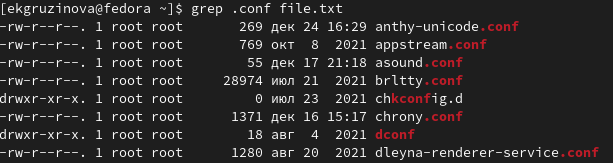 [ekgruzinova@fedora ~]$ grep .conf file.txt
-rw-r--r--. 1 root root 269 дек 24 16:29 anthy-unicode.conf
-rw-r--r--. 1 root root 769 окт 8 2021 appstream.conf
-rw-r--r--. 1 root root 55 дек 17 21:18 asound.conf
-rw-r--r--. 1 root root 28974 июл 21 2021 brltty.conf
drwxr-xr-x. 1 root root 0 июл 23 2021 chkconfig.d
-rw-r--r--. 1 root root 1371 дек 16 15:17 chrony.conf
drwxr-xr-x. 1 root root 18 авг 4 2021 dconf
-rw-r--r--. 1 root root 1280 авг 20 2021 dleyna-renderer-service.conf